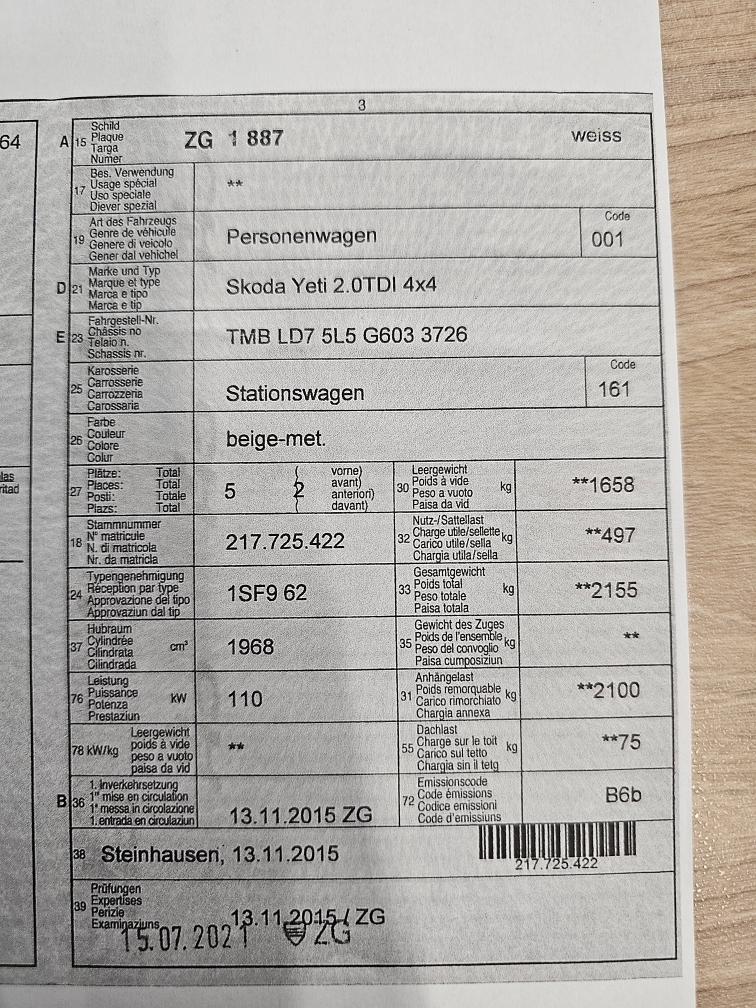 3
64
A 15 Schild
Plaque
Targa
Numer
ZG 1 887 weiss
17 Bes. Verwendung
Usage spécial
Uso speciale
Diever spezial
**
19 Art des Fahrzeugs
Genre de véhicule
Genere di veicolo
Gener dal vehichel
Personenwagen
Code
001
D 21 Marke und Typ
Marque et type
Marca e tipo
Marca e tip
Skoda Yeti 2.0TDI 4x4
E 23 Fahrgestell-Nr.
Châssis no
Telaio n.
Schassis nr.
TMB LD7 5L5 G603 3726
25 Karosserie
Carrosserie
Carrozzeria
Carossaria
Stationswagen
Code
161
26 Farbe
Couleur
Colore
Colur
beige-met.
las
ritad
27 Plätze: Total
Places: Total
Posti: Totale
Plazs: Total
5 ( 2 vorne)
avant)
anteriori)
davant)
30 Leergewicht
Poids à vide
Peso a vuoto
Paisa da vid
kg
**1658
18 Stammnummer
N° matricule
N. di matricola
Nr. da matricla
217.725.422
32 Nutz-/Sattellast
Charge utile/sellette
Carico utile/sella
Chargia utila/sella
kg
**497
24 Typengenehmigung
Réception par type
Approvazione del tipo
Approvaziun dal tip
1SF9 62
33 Gesamtgewicht
Poids total
Peso totale
Paisa totala
kg
**2155
37 Hubraum
Cylindrée
Cilindrata
Cilindrada
cm³
1968
35 Gewicht des Zuges
Poids de l'ensemble
Peso del convoglio
Paisa cumposiziun
kg
**
76 Leistung
Puissance
Potenza
Prestaziun
KW
110
31 Anhängelast
Poids remorquable
Carico rimorchiato
Chargia annexa
kg
**2100
78 kW/kg Leergewicht
poids à vide
peso a vuoto
paisa da vid
**
55 Dachlast
Charge sur le toit
Carico sul tetto
Chargia sin il tetg
kg
**75
B 36 1. Inverkehrsetzung
1re mise en circulation
1a messa in circolazione
1. entrada en circulaziun
13.11.2015 ZG
72 Emissionscode
Code émissions
Codice emissioni
Code d'emissiuns
B6b
38 Steinhausen, 13.11.2015
217.725.422
39 Prüfungen
Expertises
Perizie
Examinaziuns
13.11.2015 / ZG
15.07.2021 ZG